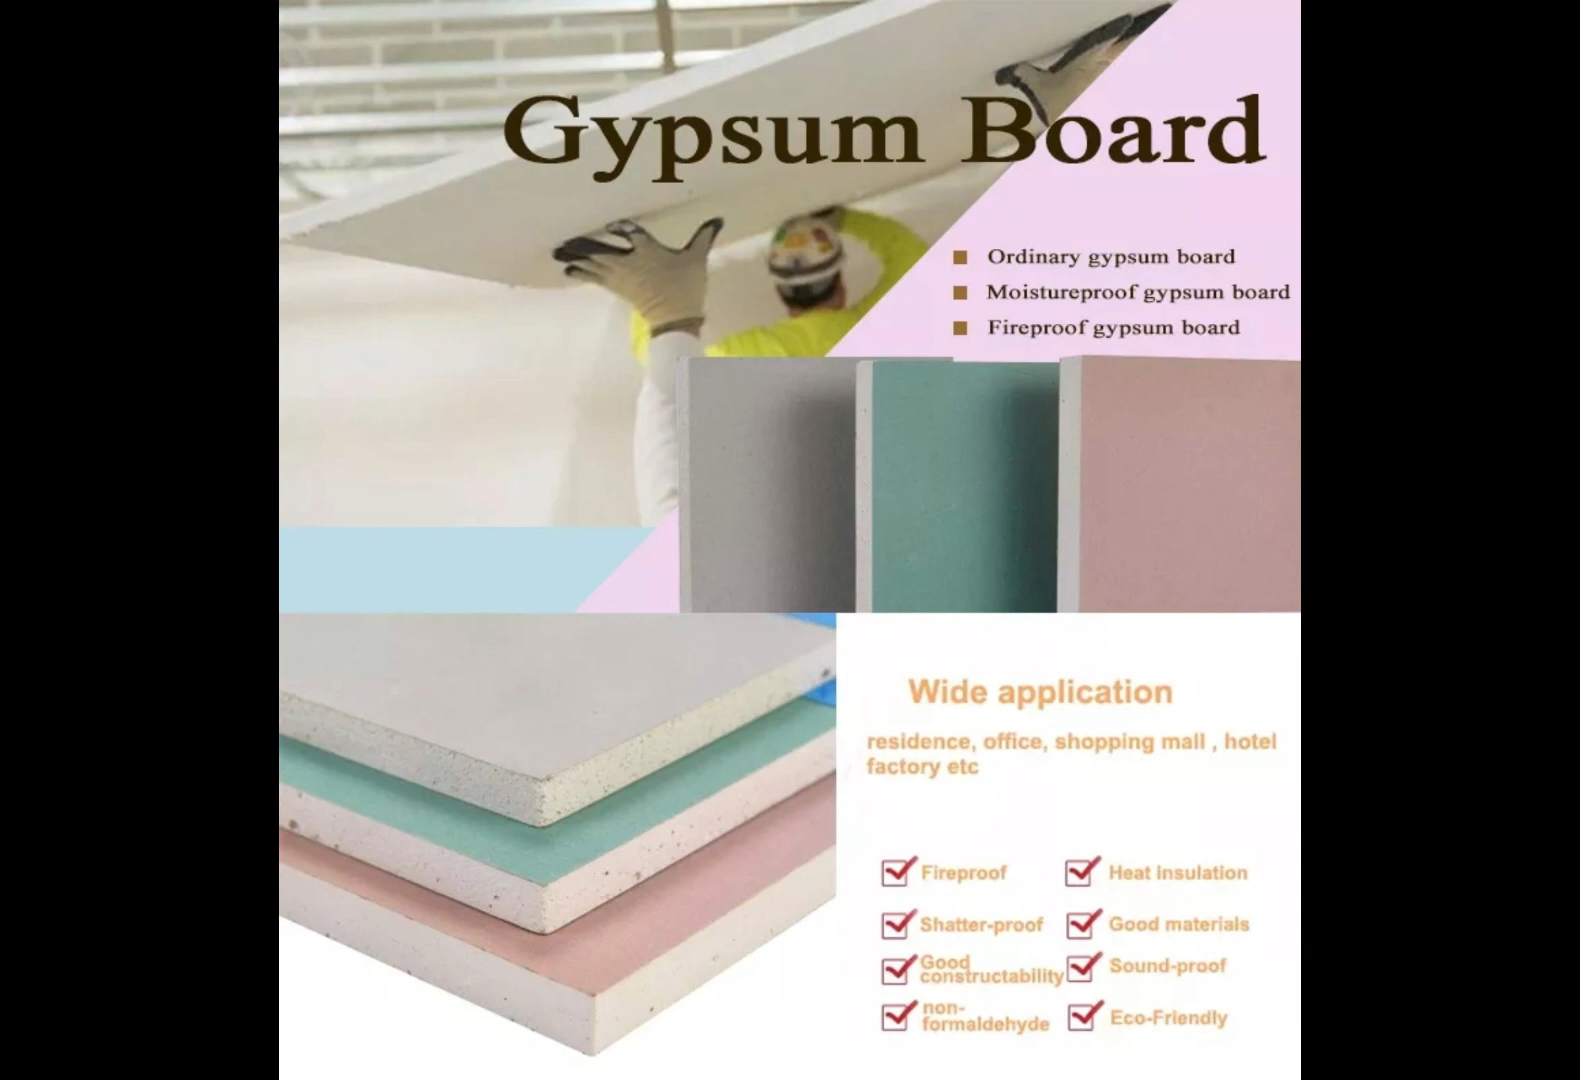 Gypsum Board
Ordinary gypsum board
Moistureproof gypsum board
Fireproof gypsum board
Wide application
residence, office, shopping mall , hotel
factory etc
Fireproof
Heat insulation
Shatter-proof
Good materials
Good
constructability
Sound-proof
non-
formaldehyde
Eco-Friendly